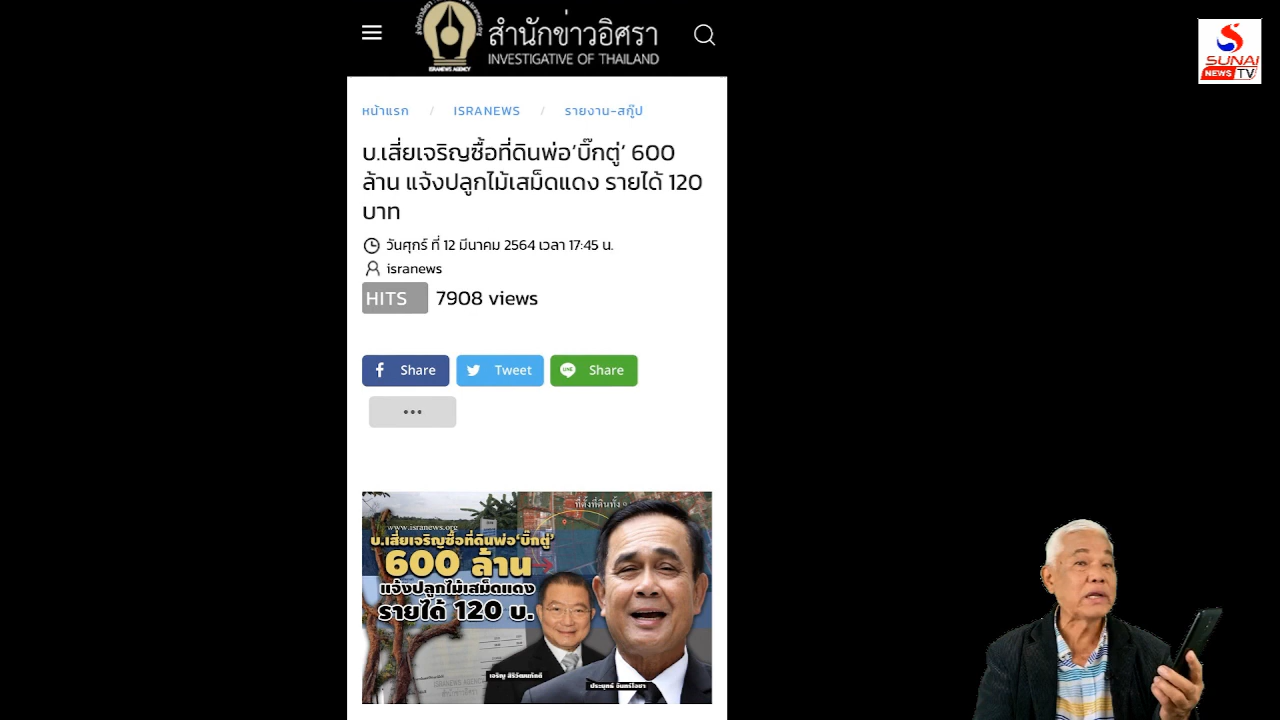 สำนักข่าวอิศรา
INVESTIGATIVE OF THAILAND
ISRANEWS AGENCY
SUNAI
NEWS TV
หน้าแรก / ISRANEWS / รายงาน-สกู๊ป
บ.เสี่ยเจริญซื้อที่ดินพ่อ‘บิ๊กตู่’ 600
ล้าน แจ้งปลูกไม้เสม็ดแดง รายได้ 120
บาท
วันศุกร์ ที่ 12 มีนาคม 2564 เวลา 17:45 น.
isranews
HITS 7908 views
Share Tweet Share
•••
www.isranews.org
บ.เสี่ยเจริญซื้อที่ดินพ่อ‘บิ๊กตู่’
600 ล้าน
แจ้งปลูกไม้เสม็ดแดง
รายได้ 120 บ.
เจริญ สิริวัฒนภักดี
ประยุทธ์ จันทร์โอชา